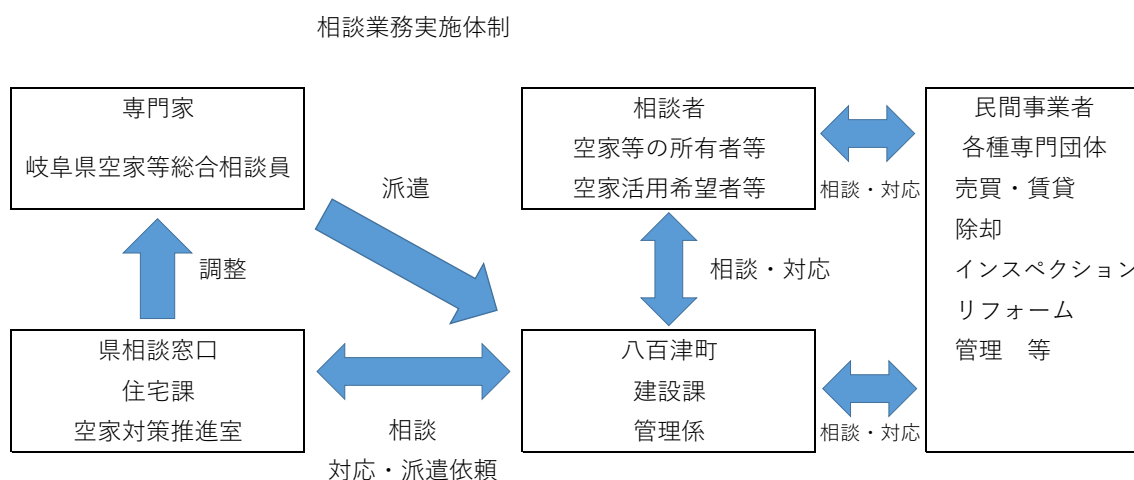 相談業務実施体制
専門家
岐阜県空家等総合相談員
派遣
調整
相談者
空家等の所有者等
空家活用希望者等
相談・対応
相談・対応
民間事業者
各種専門団体
売買・賃貸
除却
インスペクション
リフォーム
管理　等
県相談窓口
住宅課
空家対策推進室
相談
対応・派遣依頼
八百津町
建設課
管理係
相談・対応